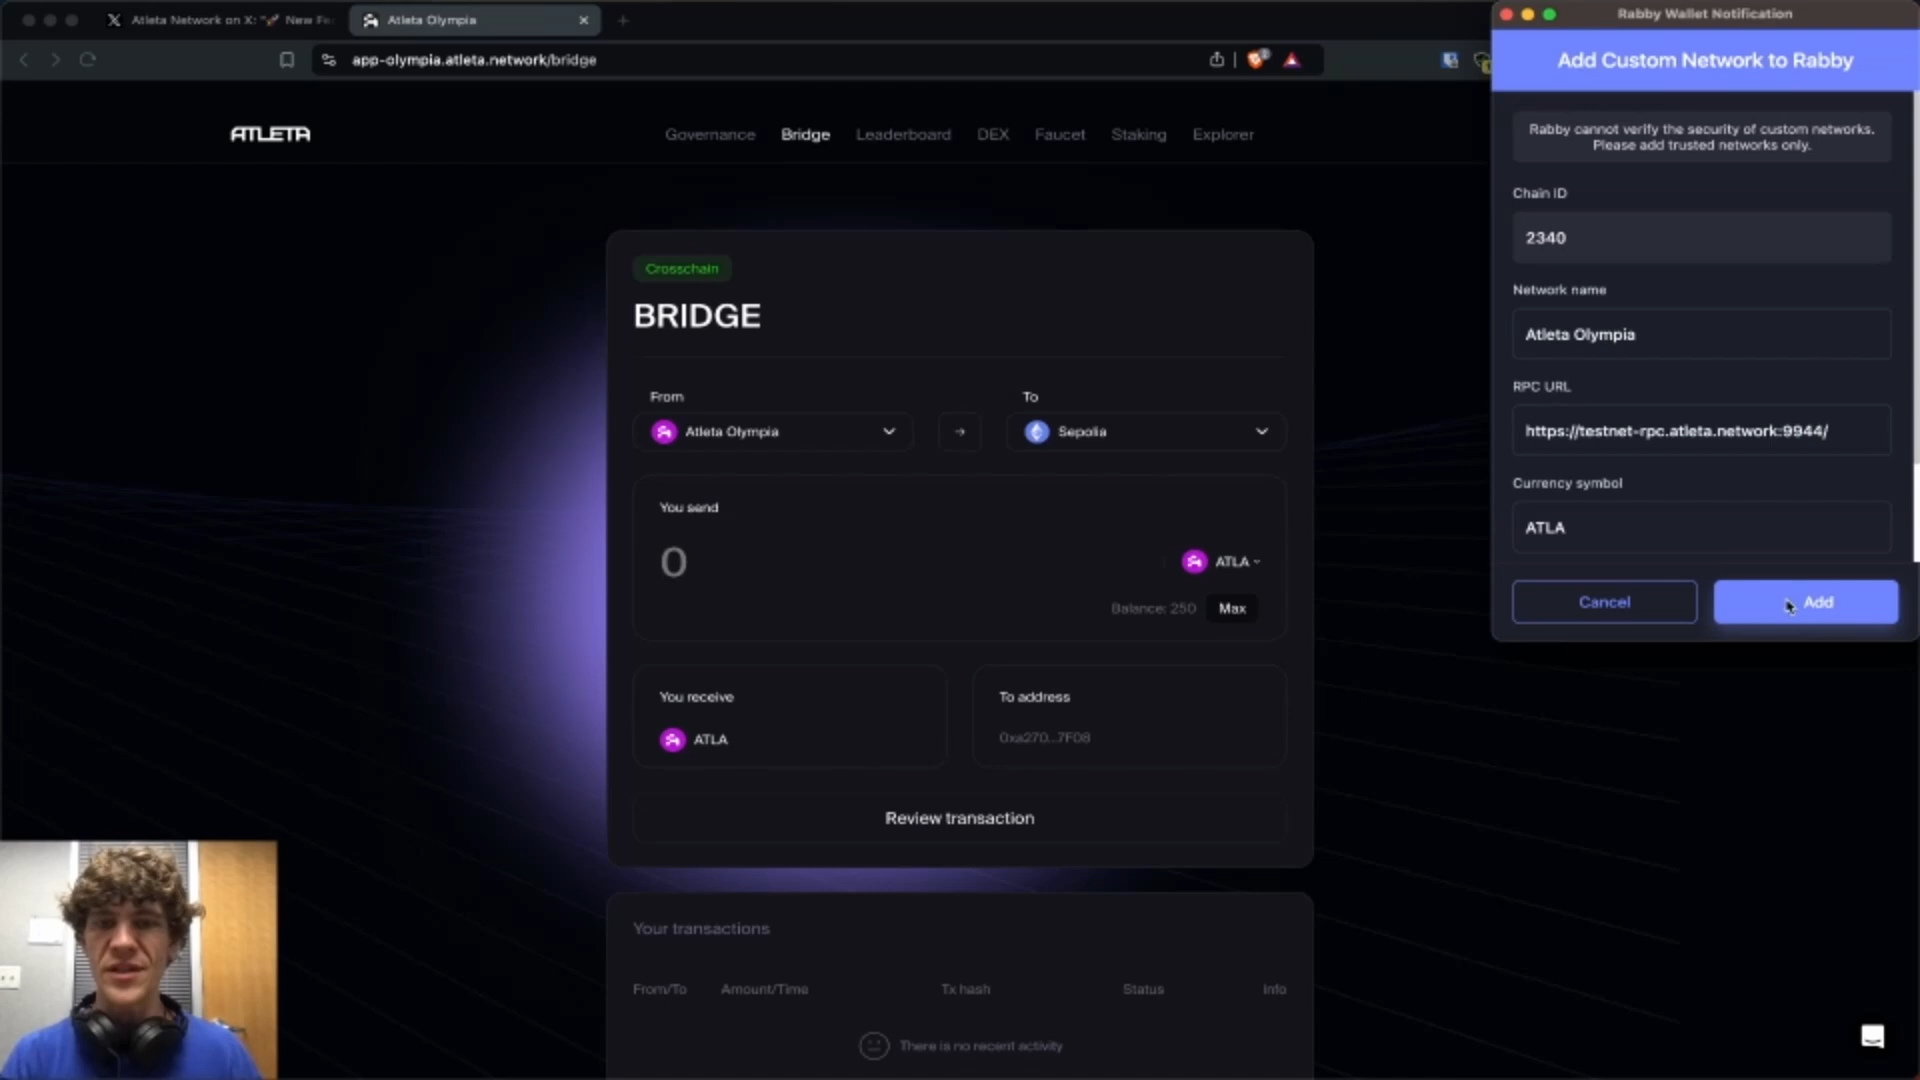 Atleta Network on X: "🚀 New Fe
Atleta Olympia
app-olympia.atleta.network/bridge
ATLETA
Governance
Bridge
Leaderboard
DEX
Faucet
Staking
Explorer
Crosschain
BRIDGE
From
To
Atleta Olympia
→
Sepolia
You send
0
ATLA
Balance: 250
Max
You receive
To address
ATLA
0xa270...7F08
Review transaction
Your transactions
From/To
Amount/Time
Tx hash
Status
Info
There is no recent activity
Rabby Wallet Notification
Add Custom Network to Rabby
Rabby cannot verify the security of custom networks.
Please add trusted networks only.
Chain ID
2340
Network name
Atleta Olympia
RPC URL
https://testnet-rpc.atleta.network:9944/
Currency symbol
ATLA
Cancel
Add